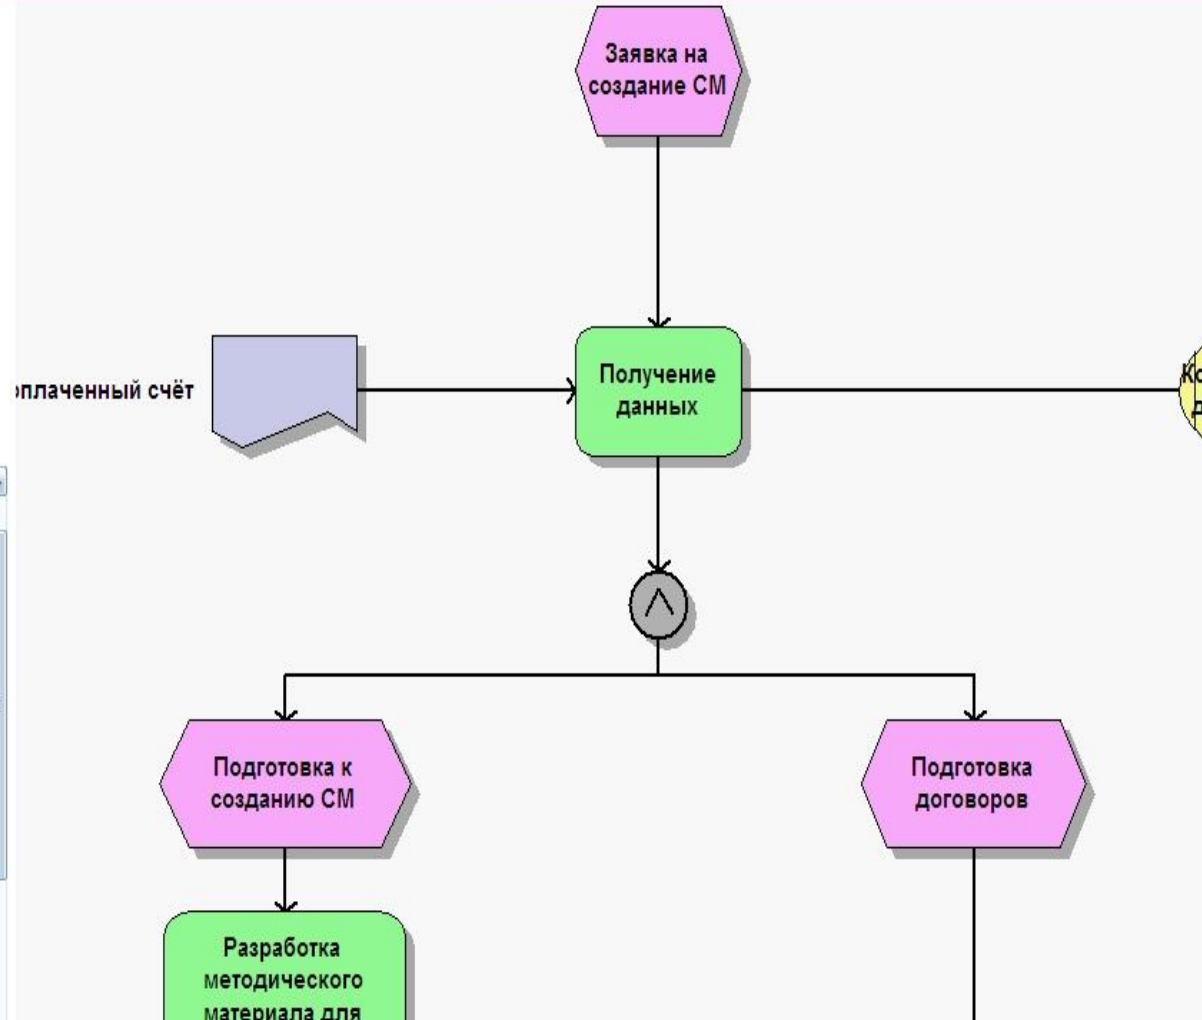 Заявка на
создание СМ
Получение
данных
оплаченный счёт
Подготовка к
созданию СМ
Подготовка
договоров
Разработка
методического
материала для